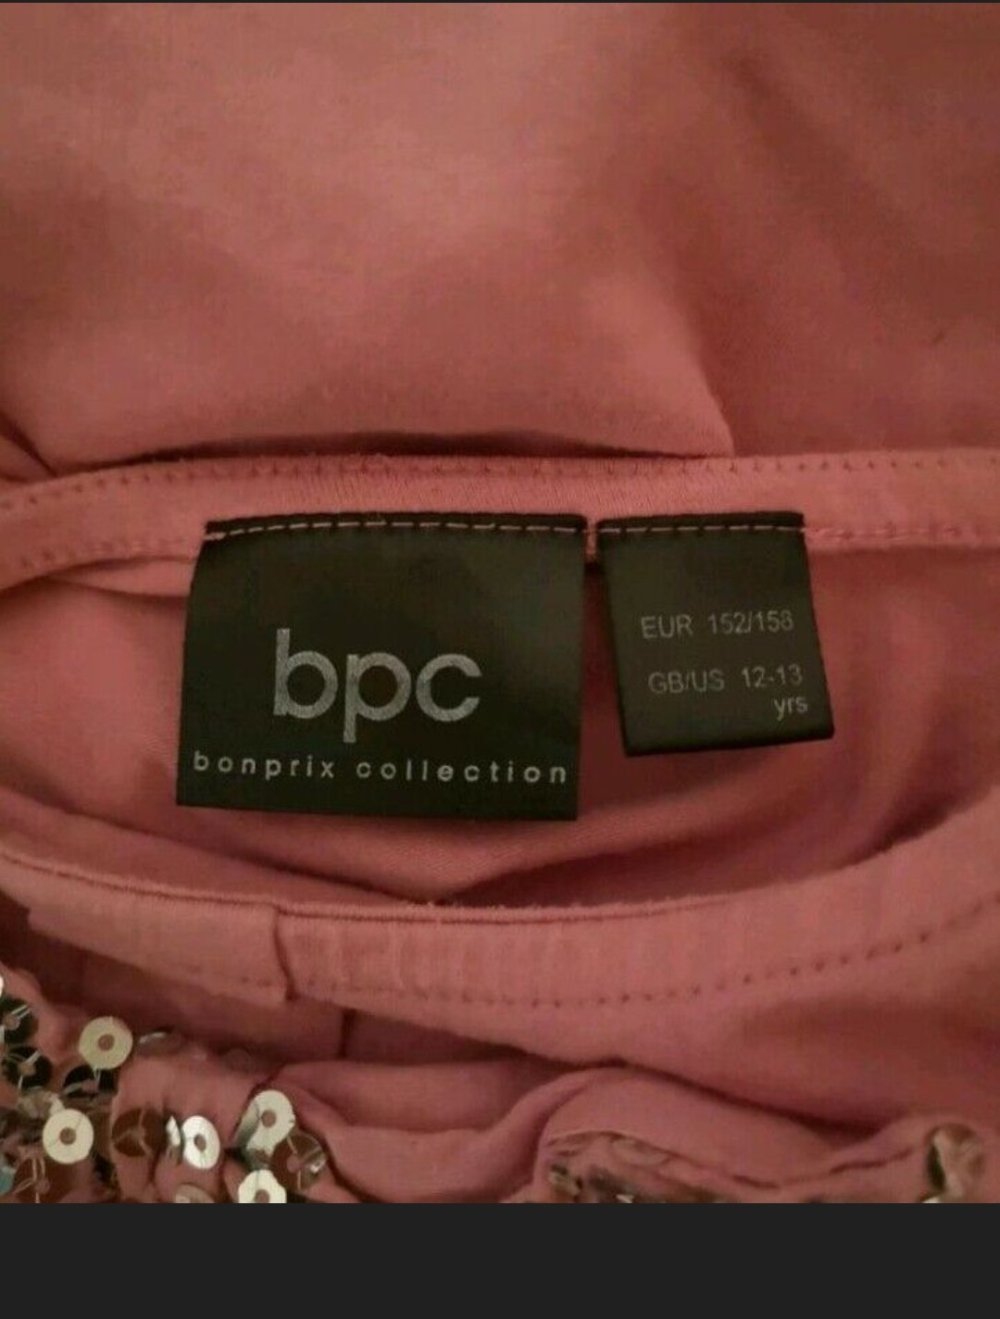 bpc
bonprix collection
EUR 152/158
GB/US 12-13
yrs